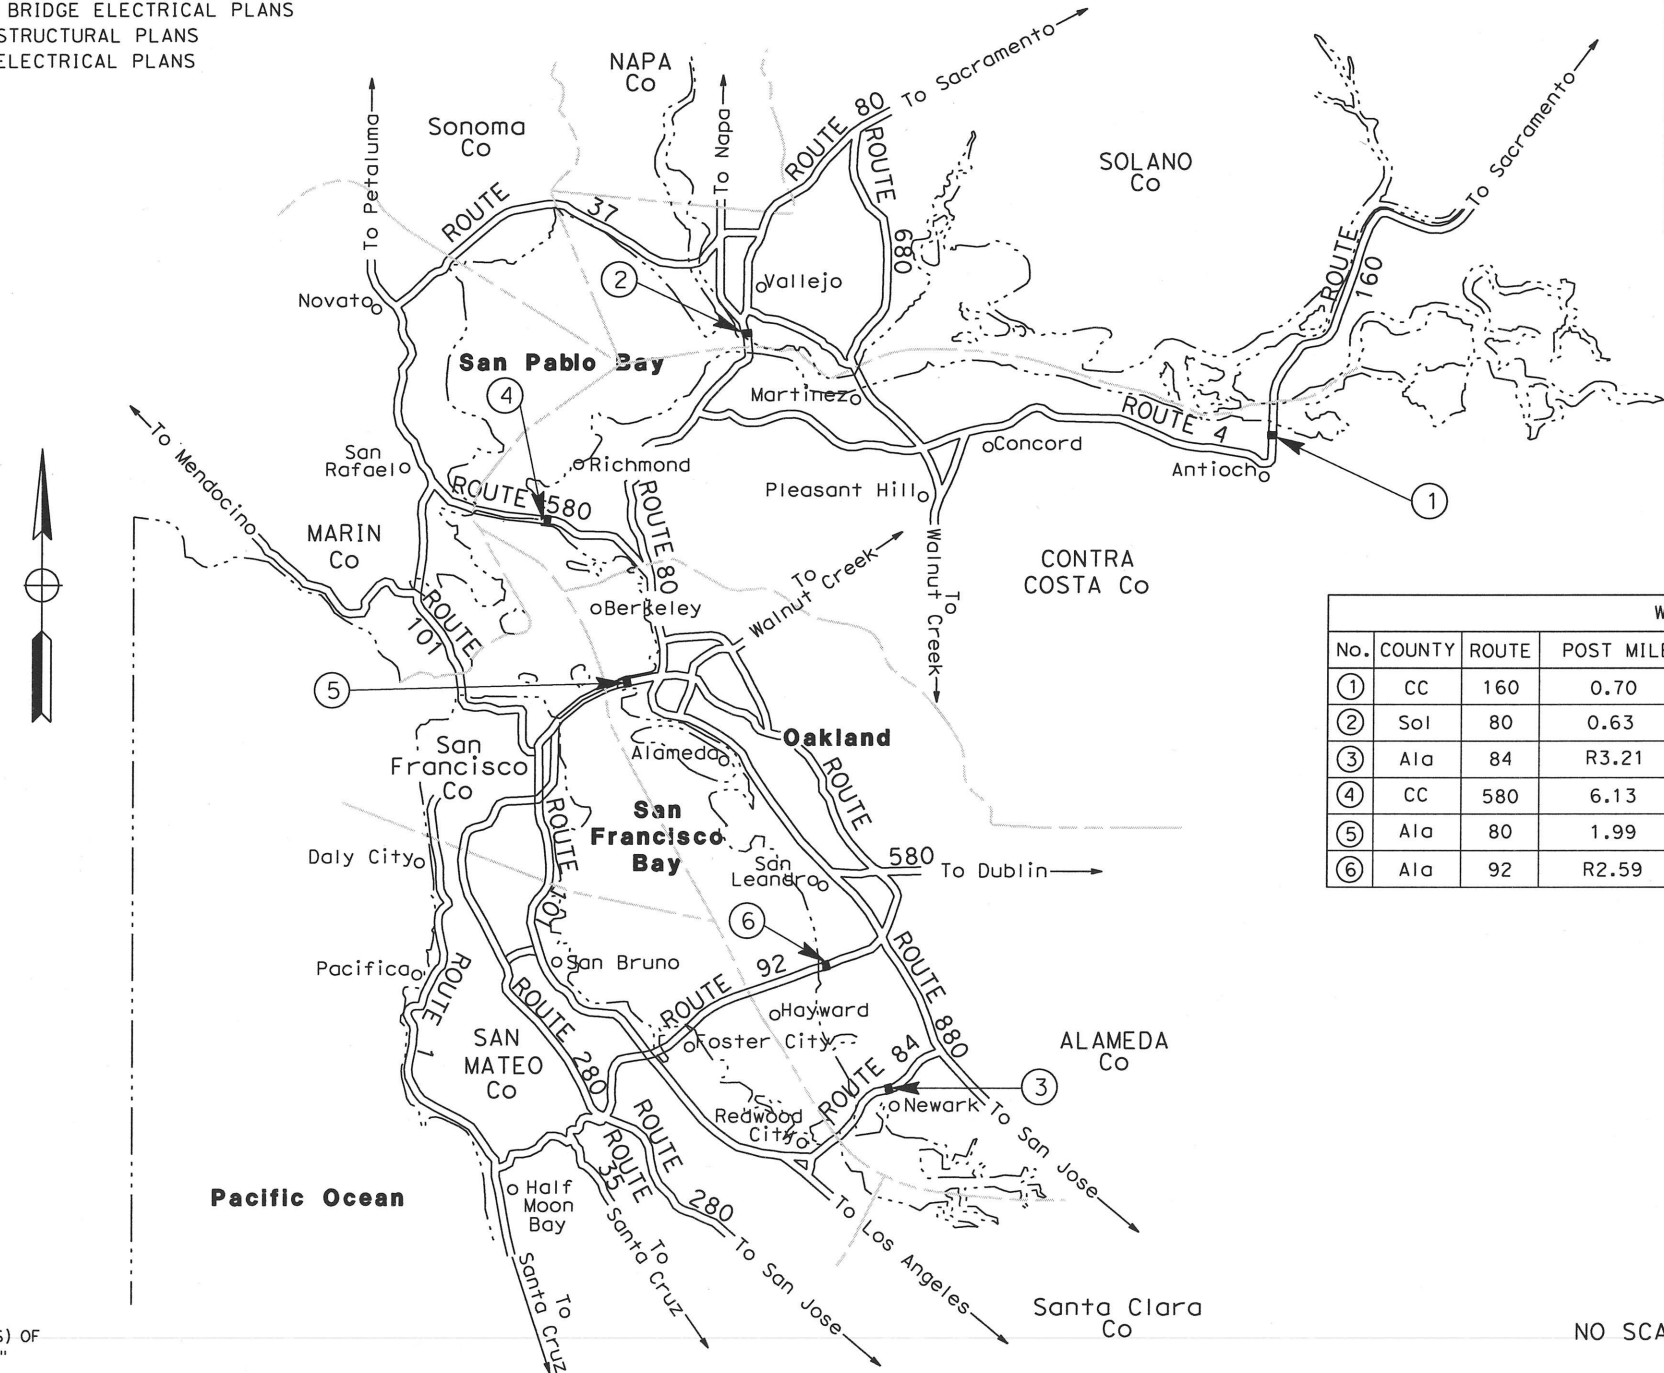 BRIDGE ELECTRICAL PLANS
STRUCTURAL PLANS
ELECTRICAL PLANS
NAPA
Co
To Sacramento
To Sacramento
Sonoma
Co
SOLANO
Co
To Petaluma
To Napa
ROUTE 80
ROUTE
680
ROUTE
37
ROUTE
160
2
Vallejo
Novato
San Pablo Bay
4
Martinez
ROUTE 4
To Mendocino
San
Rafael
Richmond
Concord
Antioch
Pleasant Hill
1
ROUTE 580
ROUTE
80
MARIN
Co
To
Walnut Creek
To
Walnut Creek
CONTRA
COSTA Co
Berkeley
ROUTE
101
5
Oakland
Alameda
San
Francisco
Co
ROUTE
580
San
Francisco
Bay
ROUTE
101
Daly City
San
Leandro
To Dublin
6
Pacifica
San Bruno
ROUTE 92
ROUTE
880
ROUTE
1
ROUTE
280
Hayward
Foster City
SAN
MATEO
Co
ALAMEDA
Co
ROUTE 84
3
Newark
Redwood
City
To San Jose
ROUTE
280
ROUTE
35
Pacific Ocean
Half
Moon
Bay
To
Santa Cruz
To
Santa Cruz
To San Jose
To Los Angeles
Santa Clara
Co
W
No. COUNTY ROUTE POST MILE
1 CC 160 0.70
2 Sol 80 0.63
3 Ala 84 R3.21
4 CC 580 6.13
5 Ala 80 1.99
6 Ala 92 R2.59
S) OF
"
NO SCA